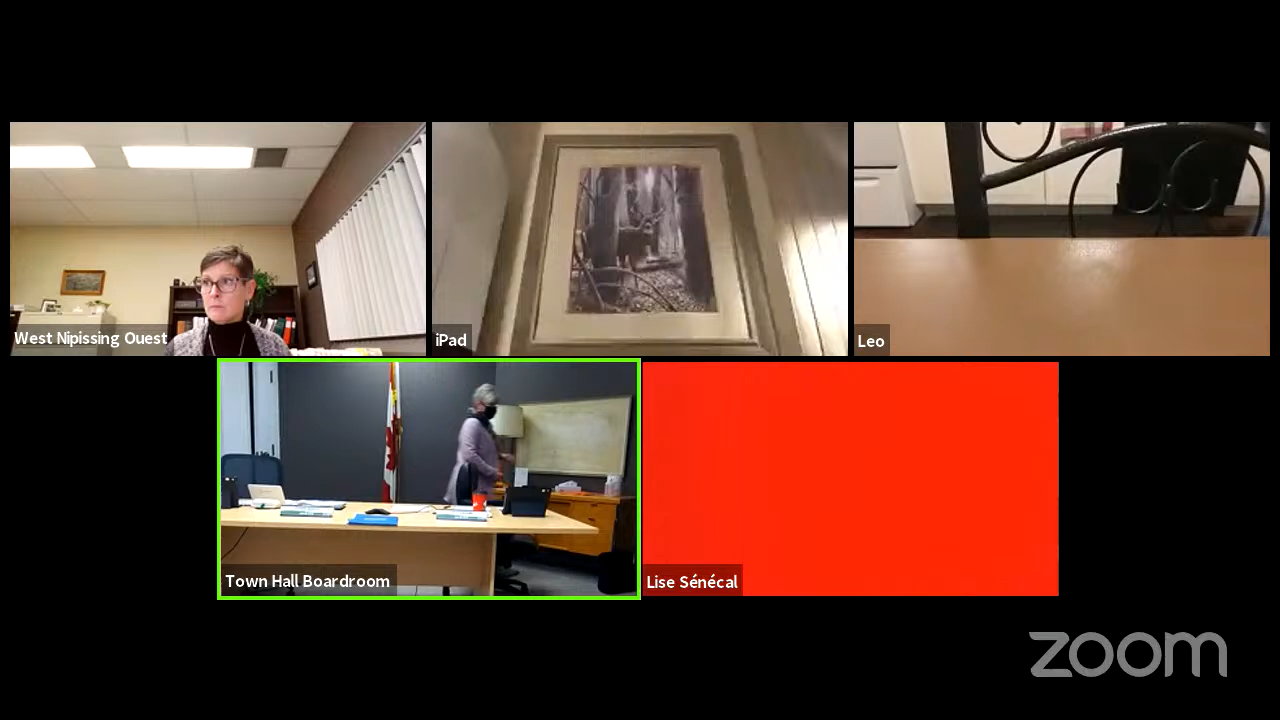 West Nipissing Ouest
iPad
Leo
Town Hall Boardroom
Lise Sénécal
zoom